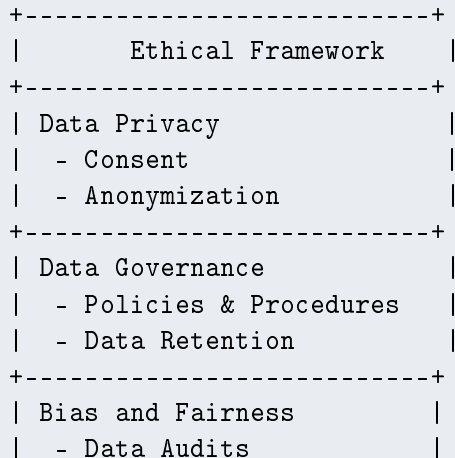 +---------------------------+
|       Ethical Framework    |
+---------------------------+
| Data Privacy               |
|  - Consent                 |
|  - Anonymization           |
+---------------------------+
| Data Governance            |
|  - Policies & Procedures   |
|  - Data Retention          |
+---------------------------+
| Bias and Fairness         |
|  - Data Audits            |